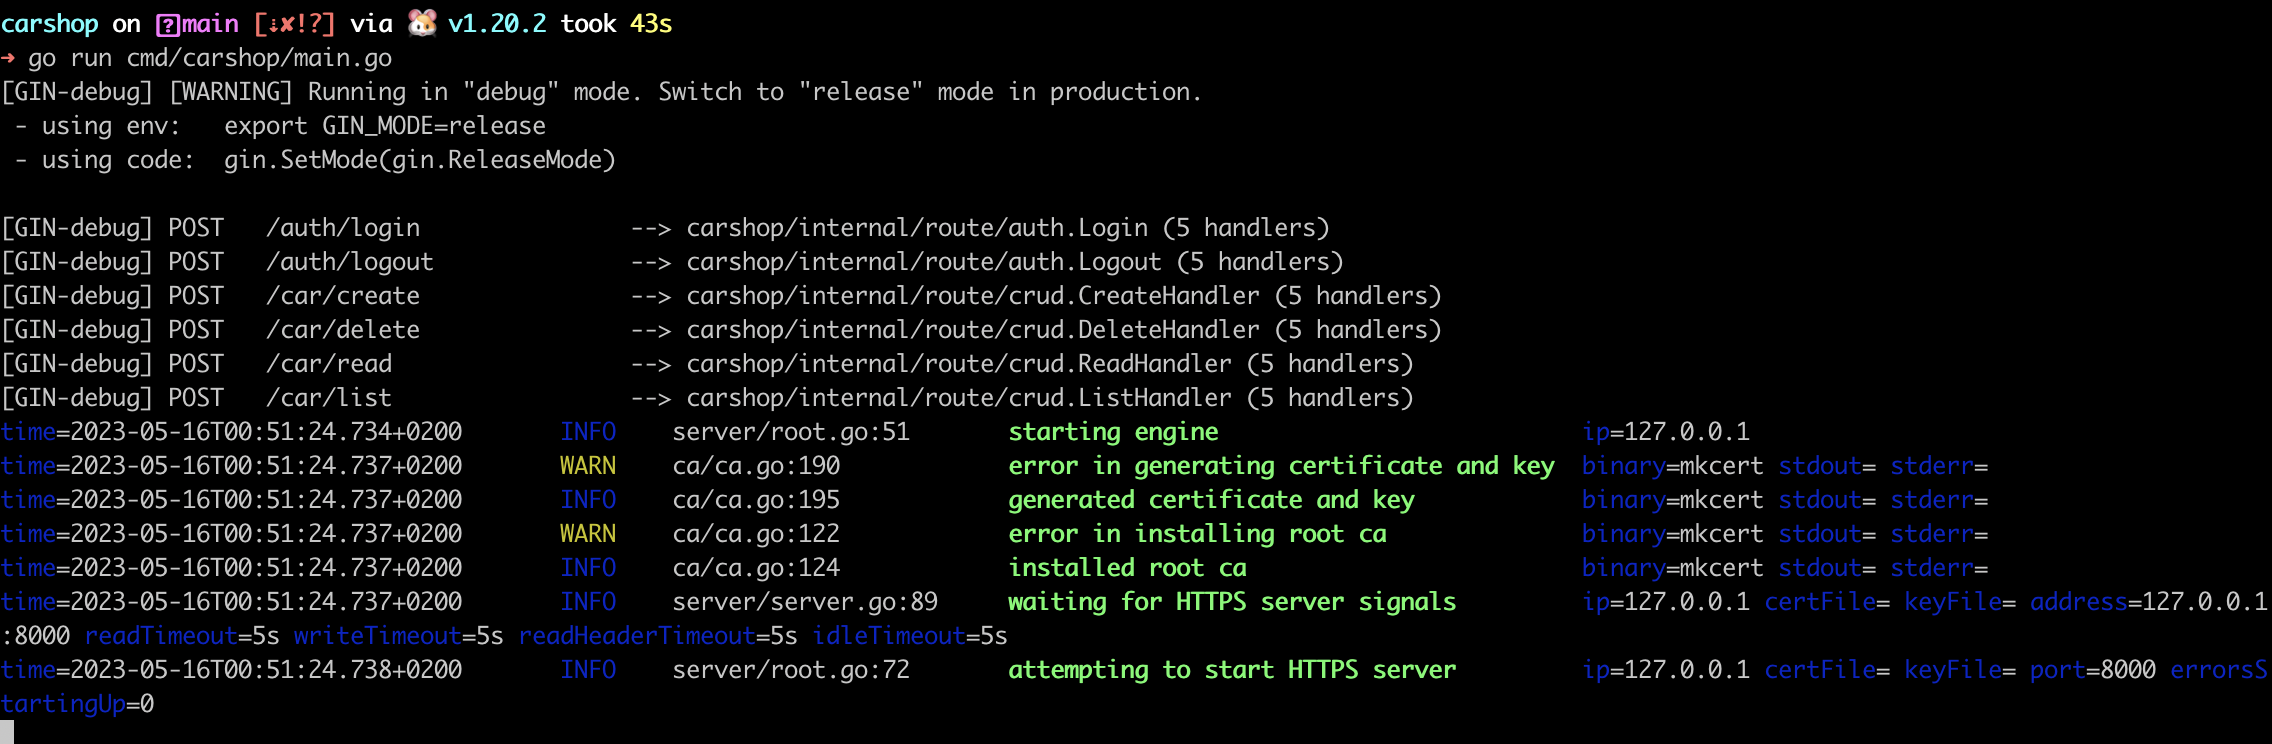 carshop on main [⇣✘!?] via 🐹 v1.20.2 took 43s
➜ go run cmd/carshop/main.go
[GIN-debug] [WARNING] Running in "debug" mode. Switch to "release" mode in production.
 - using env:   export GIN_MODE=release
 - using code:  gin.SetMode(gin.ReleaseMode)

[GIN-debug] POST   /auth/login               --> carshop/internal/route/auth.Login (5 handlers)
[GIN-debug] POST   /auth/logout              --> carshop/internal/route/auth.Logout (5 handlers)
[GIN-debug] POST   /car/create               --> carshop/internal/route/crud.CreateHandler (5 handlers)
[GIN-debug] POST   /car/delete               --> carshop/internal/route/crud.DeleteHandler (5 handlers)
[GIN-debug] POST   /car/read                 --> carshop/internal/route/crud.ReadHandler (5 handlers)
[GIN-debug] POST   /car/list                 --> carshop/internal/route/crud.ListHandler (5 handlers)
time=2023-05-16T00:51:24.734+0200       INFO    server/root.go:51       starting engine                          ip=127.0.0.1
time=2023-05-16T00:51:24.737+0200       WARN    ca/ca.go:190            error in generating certificate and key  binary=mkcert stdout= stderr=
time=2023-05-16T00:51:24.737+0200       INFO    ca/ca.go:195            generated certificate and key            binary=mkcert stdout= stderr=
time=2023-05-16T00:51:24.737+0200       WARN    ca/ca.go:122            error in installing root ca              binary=mkcert stdout= stderr=
time=2023-05-16T00:51:24.737+0200       INFO    ca/ca.go:124            installed root ca                        binary=mkcert stdout= stderr=
time=2023-05-16T00:51:24.737+0200       INFO    server/server.go:89     waiting for HTTPS server signals         ip=127.0.0.1 certFile= keyFile= address=127.0.0.1
:8000 readTimeout=5s writeTimeout=5s readHeaderTimeout=5s idleTimeout=5s
time=2023-05-16T00:51:24.738+0200       INFO    server/root.go:72       attempting to start HTTPS server         ip=127.0.0.1 certFile= keyFile= port=8000 errorsS
tartingUp=0